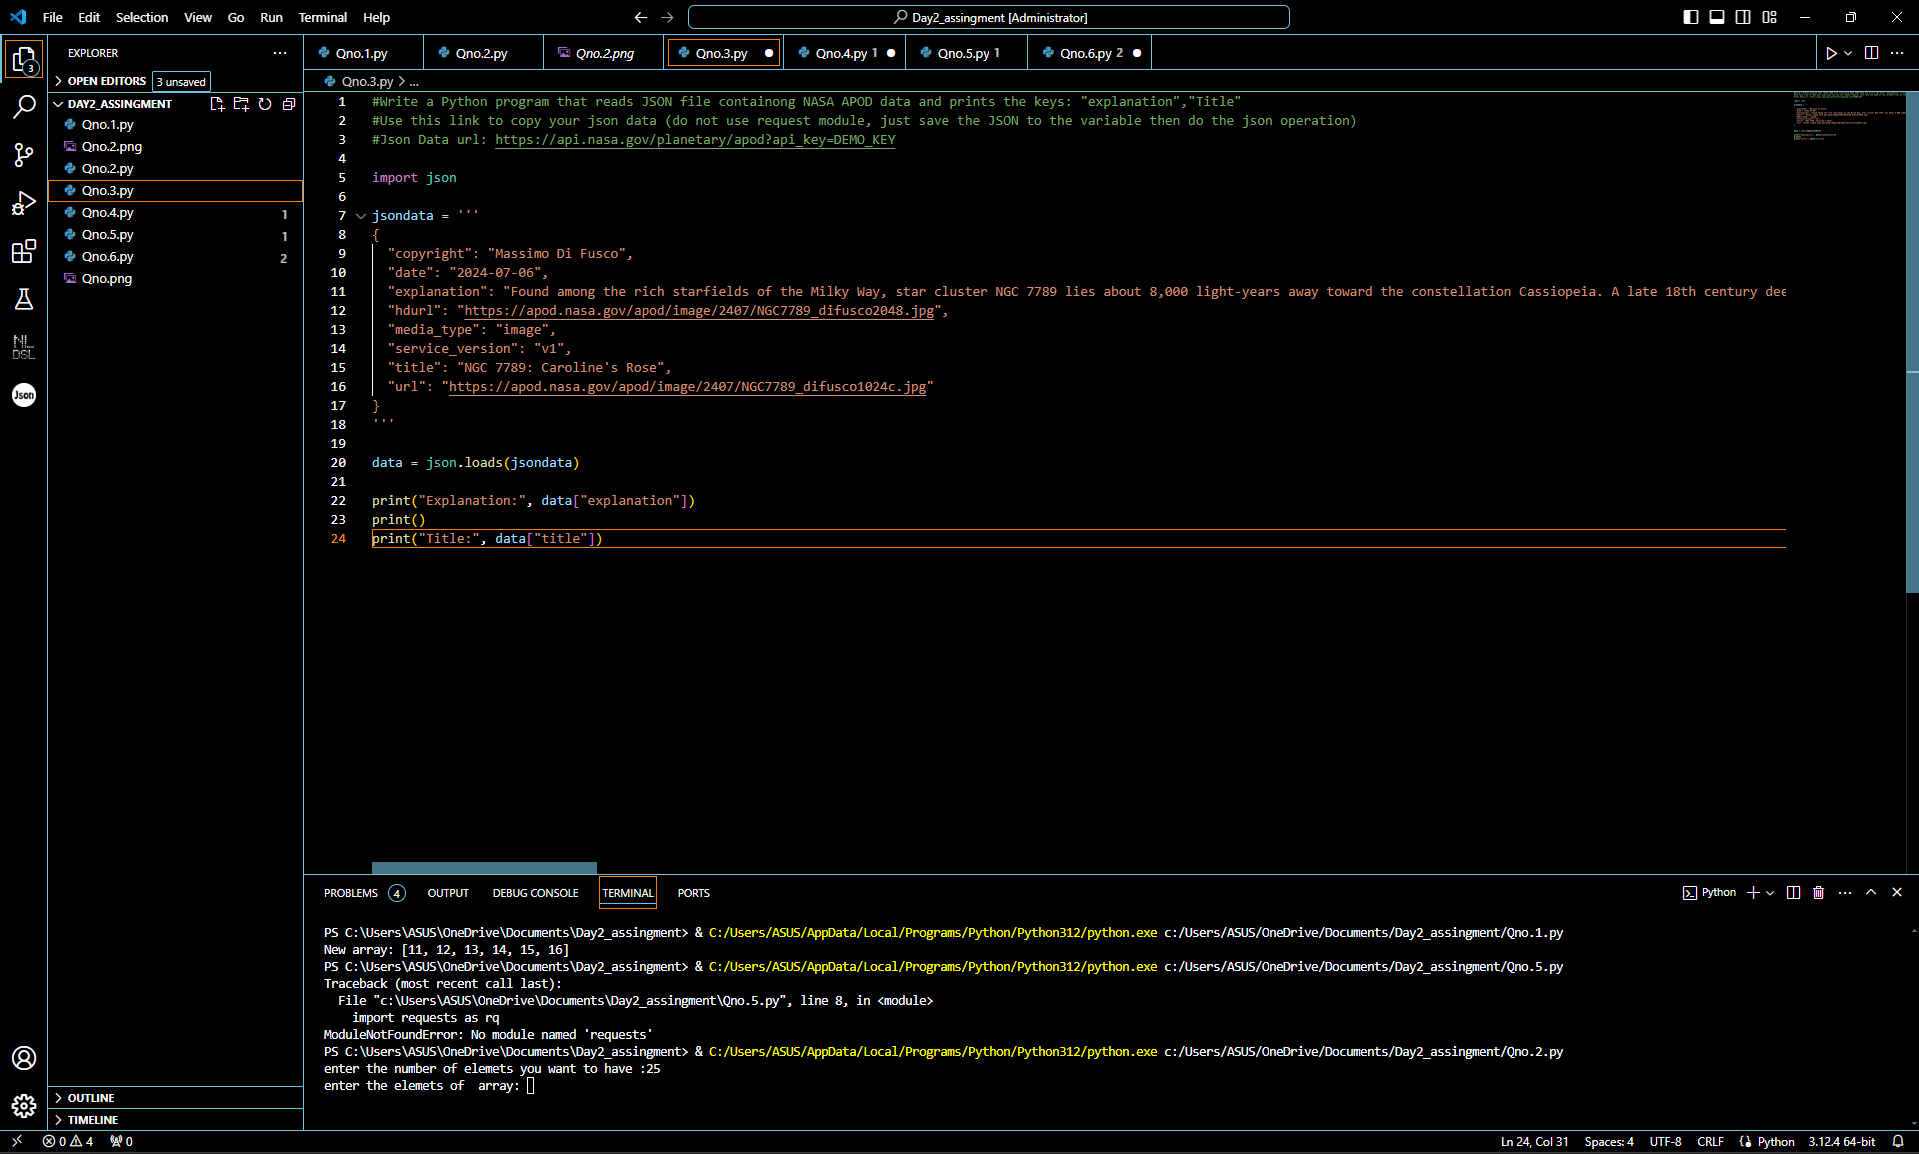 File Edit Selection View Go Run Terminal Help
Day2_assingment [Administrator]
EXPLORER
OPEN EDITORS 3 unsaved
DAY2_ASSINGMENT
Qno.1.py
Qno.2.png
Qno.2.py
Qno.3.py
Qno.4.py 1
Qno.5.py 1
Qno.6.py 2
Qno.png
3
NL
DSL
Json
OUTLINE
TIMELINE
Qno.1.py Qno.2.py Qno.2.png Qno.3.py Qno.4.py 1 Qno.5.py 1 Qno.6.py 2
Qno.3.py > ...
1 #Write a Python program that reads JSON file containong NASA APOD data and prints the keys: "explanation","Title"
2 #Use this link to copy your json data (do not use request module, just save the JSON to the variable then do the json operation)
3 #Json Data url: https://api.nasa.gov/planetary/apod?api_key=DEMO_KEY
4
5 import json
6
7 jsondata = '''
8 {
9 "copyright": "Massimo Di Fusco",
10 "date": "2024-07-06",
11 "explanation": "Found among the rich starfields of the Milky Way, star cluster NGC 7789 lies about 8,000 light-years away toward the constellation Cassiopeia. A late 18th century dee
12 "hdurl": "https://apod.nasa.gov/apod/image/2407/NGC7789_difusco2048.jpg",
13 "media_type": "image",
14 "service_version": "v1",
15 "title": "NGC 7789: Caroline's Rose",
16 "url": "https://apod.nasa.gov/apod/image/2407/NGC7789_difusco1024c.jpg"
17 }
18 '''
19
20 data = json.loads(jsondata)
21
22 print("Explanation:", data["explanation"])
23 print()
24 print("Title:", data["title"])
PROBLEMS 4 OUTPUT DEBUG CONSOLE TERMINAL PORTS
Python
PS C:\Users\ASUS\OneDrive\Documents\Day2_assingment> & C:/Users/ASUS/AppData/Local/Programs/Python/Python312/python.exe c:/Users/ASUS/OneDrive/Documents/Day2_assingment/Qno.1.py
New array: [11, 12, 13, 14, 15, 16]
PS C:\Users\ASUS\OneDrive\Documents\Day2_assingment> & C:/Users/ASUS/AppData/Local/Programs/Python/Python312/python.exe c:/Users/ASUS/OneDrive/Documents/Day2_assingment/Qno.5.py
Traceback (most recent call last):
File "c:\Users\ASUS\OneDrive\Documents\Day2_assingment\Qno.5.py", line 8, in <module>
import requests as rq
ModuleNotFoundError: No module named 'requests'
PS C:\Users\ASUS\OneDrive\Documents\Day2_assingment> & C:/Users/ASUS/AppData/Local/Programs/Python/Python312/python.exe c:/Users/ASUS/OneDrive/Documents/Day2_assingment/Qno.2.py
enter the number of elemets you want to have :25
enter the elemets of  array:
0 4 0
Ln 24, Col 31 Spaces: 4 UTF-8 CRLF Python 3.12.4 64-bit